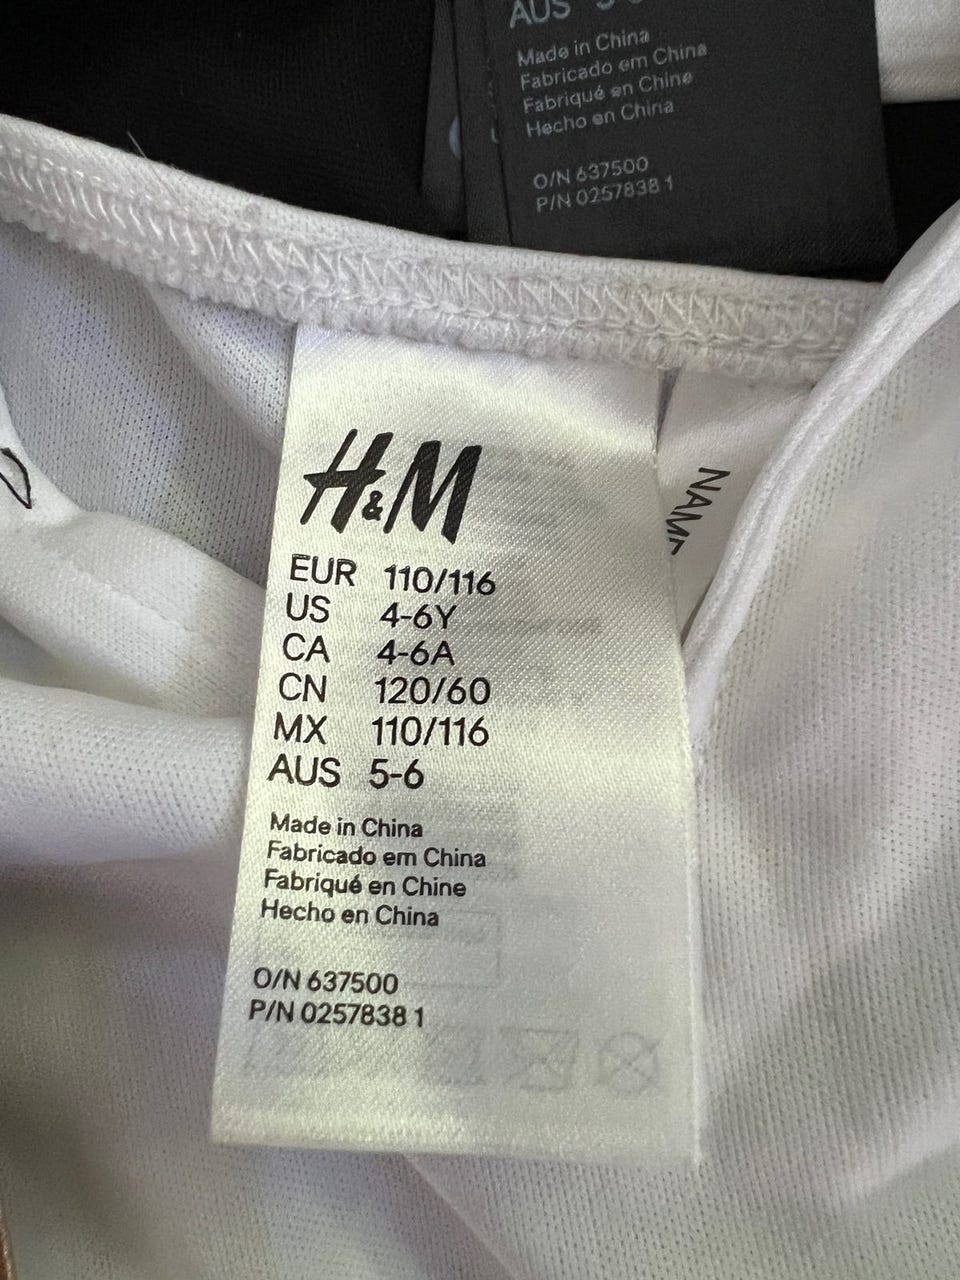 AUS
Made in China
Fabricado em China
Fabriqué en Chine
Hecho en China
O/N 637500
P/N 0257838 1
H&M
EUR 110/116
US 4-6Y
CA 4-6A
CN 120/60
MX 110/116
AUS 5-6
Made in China
Fabricado em China
Fabriqué en Chine
Hecho en China
O/N 637500
P/N 0257838 1
NAME